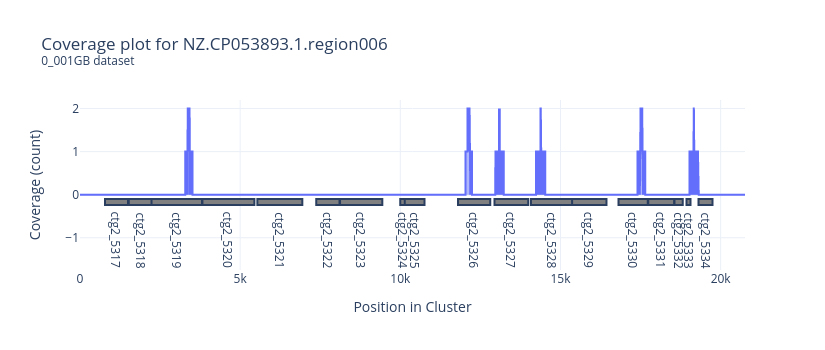 Coverage plot for NZ.CP053893.1.region006
0_001GB dataset
Coverage (count)
2
1
0
−1
ctg2_5317
ctg2_5318
ctg2_5319
ctg2_5320
ctg2_5321
ctg2_5322
ctg2_5323
ctg2_5324
ctg2_5325
ctg2_5326
ctg2_5327
ctg2_5328
ctg2_5329
ctg2_5330
ctg2_5331
ctg2_5332
ctg2_5333
ctg2_5334
0
5k
10k
15k
20k
Position in Cluster